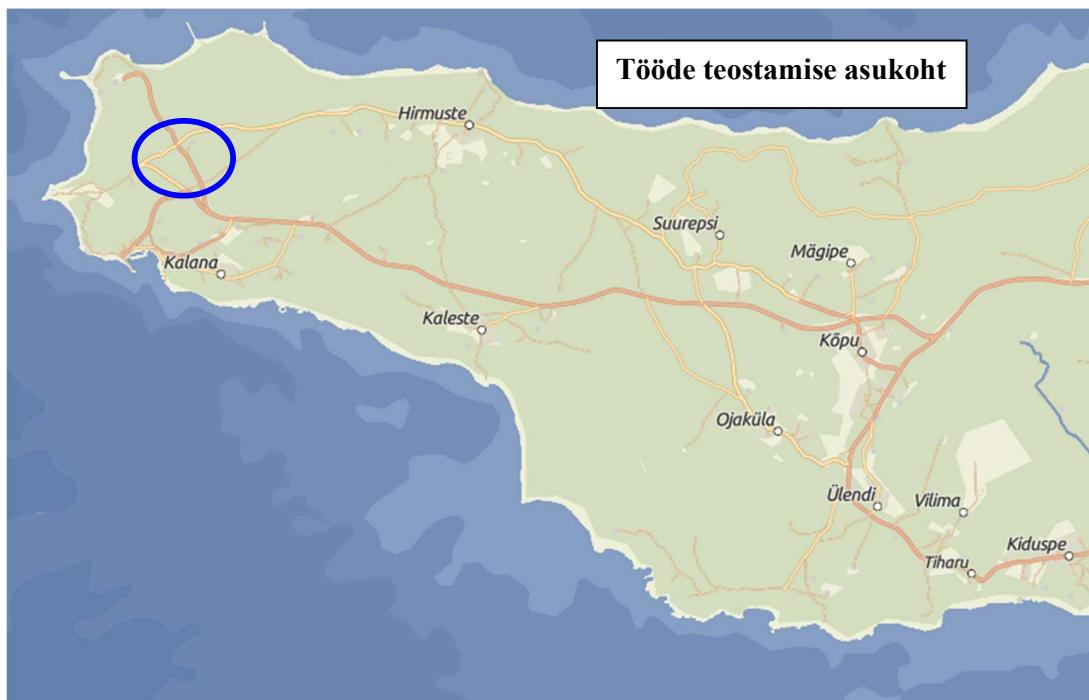 Tööde teostamise asukoht
Hirmuste
Suurepsi
Mägipe
Kalana
Kaleste
Kõpu
Ojaküla
Ülendi
Vilima
Kiduspe
Tiharu